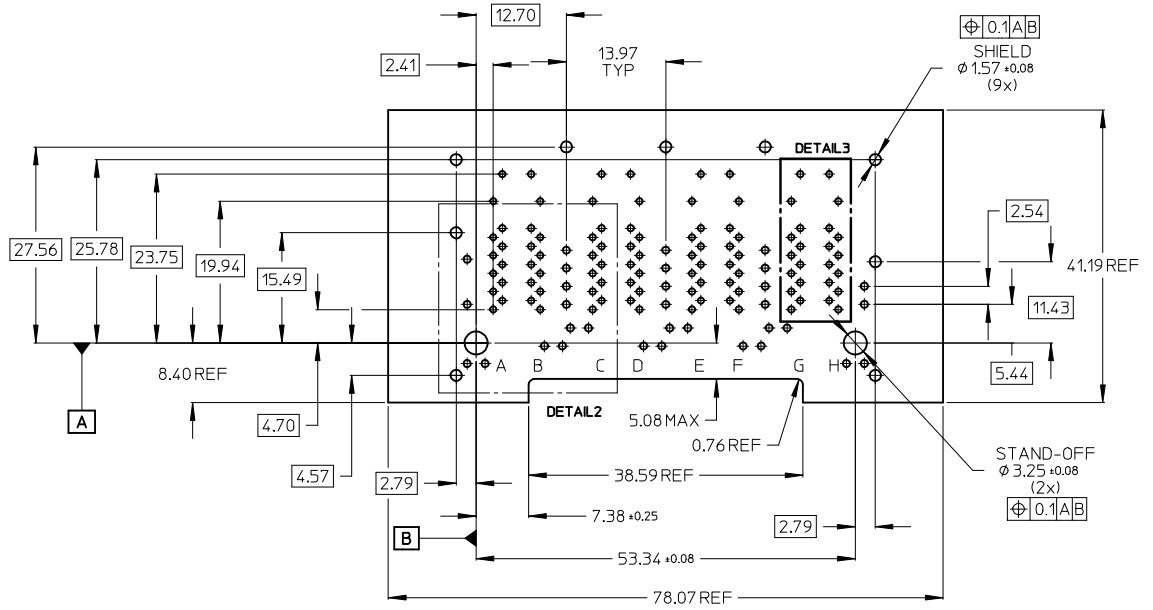 12.70
⌖ 0.1 A B
SHIELD
Ø 1.57 ±0.08
(9x)
13.97
TYP
2.41
DETAIL3
27.56
25.78
23.75
19.94
15.49
2.54
41.19 REF
11.43
8.40 REF
A B C D E F G H
5.44
A
4.70
DETAIL2
5.08 MAX
0.76 REF
4.57
STAND-OFF
Ø 3.25 ±0.08
(2x)
⌖ 0.1 A B
2.79
38.59 REF
7.38 ±0.25
2.79
B
53.34 ±0.08
78.07 REF